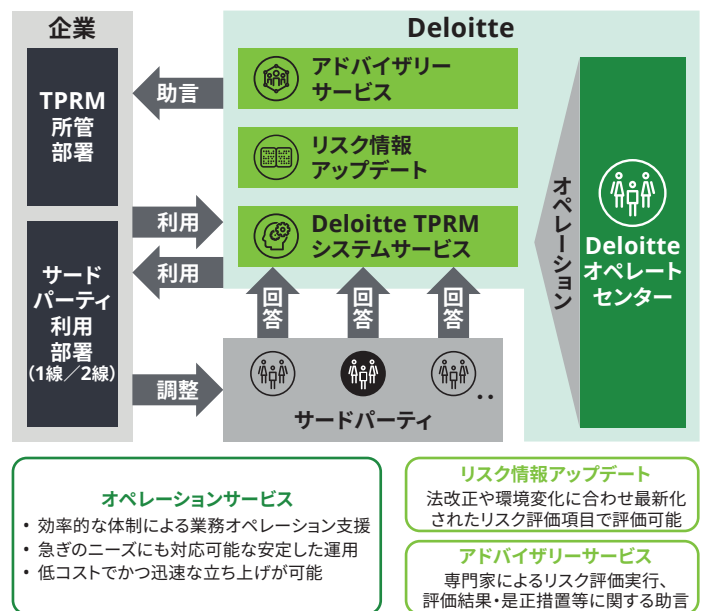 企業
Deloitte
TPRM
所管
部署
助言
アドバイザリー
サービス
リスク情報
アップデート
利用
Deloitte TPRM
システムサービス
利用
サード
パーティ
利用
部署
(1線／2線)
オペレーション
Deloitte
オペレート
センター
回答
回答
回答
調整
サードパーティ
オペレーションサービス
• 効率的な体制による業務オペレーション支援
• 急ぎのニーズにも対応可能な安定した運用
• 低コストでかつ迅速な立ち上げが可能
リスク情報アップデート
法改正や環境変化に合わせ最新化
されたリスク評価項目で評価可能
アドバイザリーサービス
専門家によるリスク評価実行、
評価結果・是正措置等に関する助言